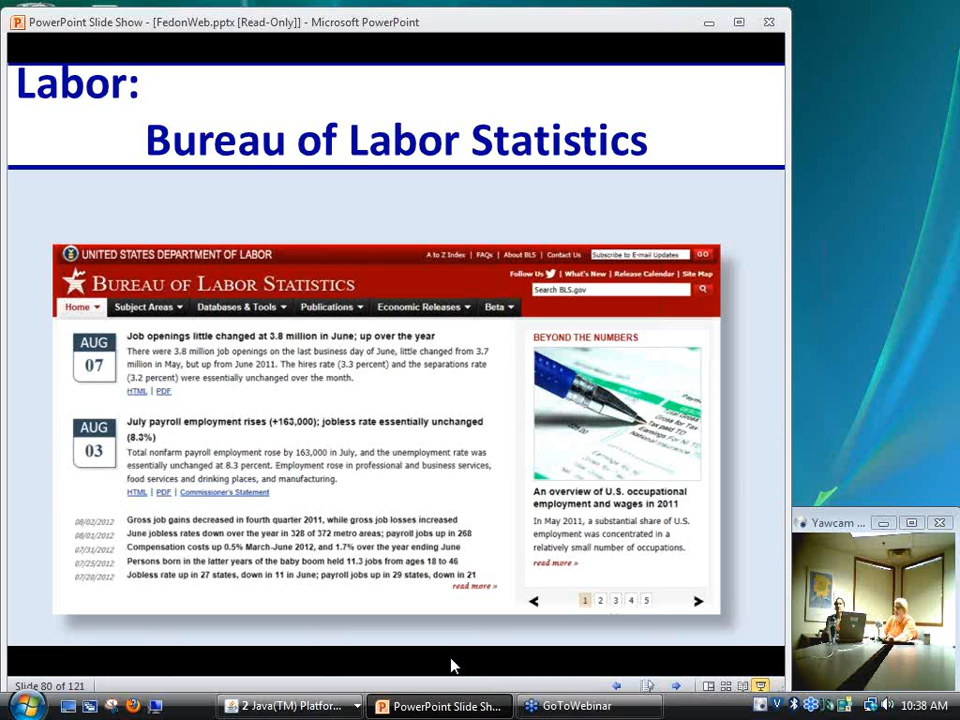 PowerPoint Slide Show - [FedonWeb.pptx [Read-Only]] - Microsoft PowerPoint
Labor:
Bureau of Labor Statistics
UNITED STATES DEPARTMENT OF LABOR
A to Z Index | FAQs | About BLS | Contact Us
Subscribe to E-mail Updates GO
BUREAU OF LABOR STATISTICS
Follow Us | What's New | Release Calendar | Site Map
Search BLS.gov
Home Subject Areas Databases & Tools Publications Economic Releases Beta
AUG
07
Job openings little changed at 3.8 million in June; up over the year
There were 3.8 million job openings on the last business day of June, little changed from 3.7
million in May, but up from June 2011. The hires rate (3.3 percent) and the separations rate
(3.2 percent) were essentially unchanged over the month.
HTML | PDF
AUG
03
July payroll employment rises (+163,000); jobless rate essentially unchanged
(8.3%)
Total nonfarm payroll employment rose by 163,000 in July, and the unemployment rate was
essentially unchanged at 8.3 percent. Employment rose in professional and business services,
food services and drinking places, and manufacturing.
HTML | PDF | Commissioner's Statement
08/02/2012 Gross job gains decreased in fourth quarter 2011, while gross job losses increased
08/01/2012 June jobless rates down over the year in 328 of 372 metro areas; payroll jobs up in 268
07/31/2012 Compensation costs up 0.5% March-June 2012, and 1.7% over the year ending June
07/25/2012 Persons born in the latter years of the baby boom held 11.3 jobs from ages 18 to 46
07/20/2012 Jobless rate up in 27 states, down in 11 in June; payroll jobs up in 29 states, down in 21
read more »
BEYOND THE NUMBERS
An overview of U.S. occupational
employment and wages in 2011
In May 2011, a substantial share of U.S.
employment was concentrated in a
relatively small number of occupations.
read more »
1 2 3 4 5
Yawcam ...
Slide 80 of 121
2 Java(TM) Platfor...
PowerPoint Slide Sh...
GoToWebinar
10:38 AM